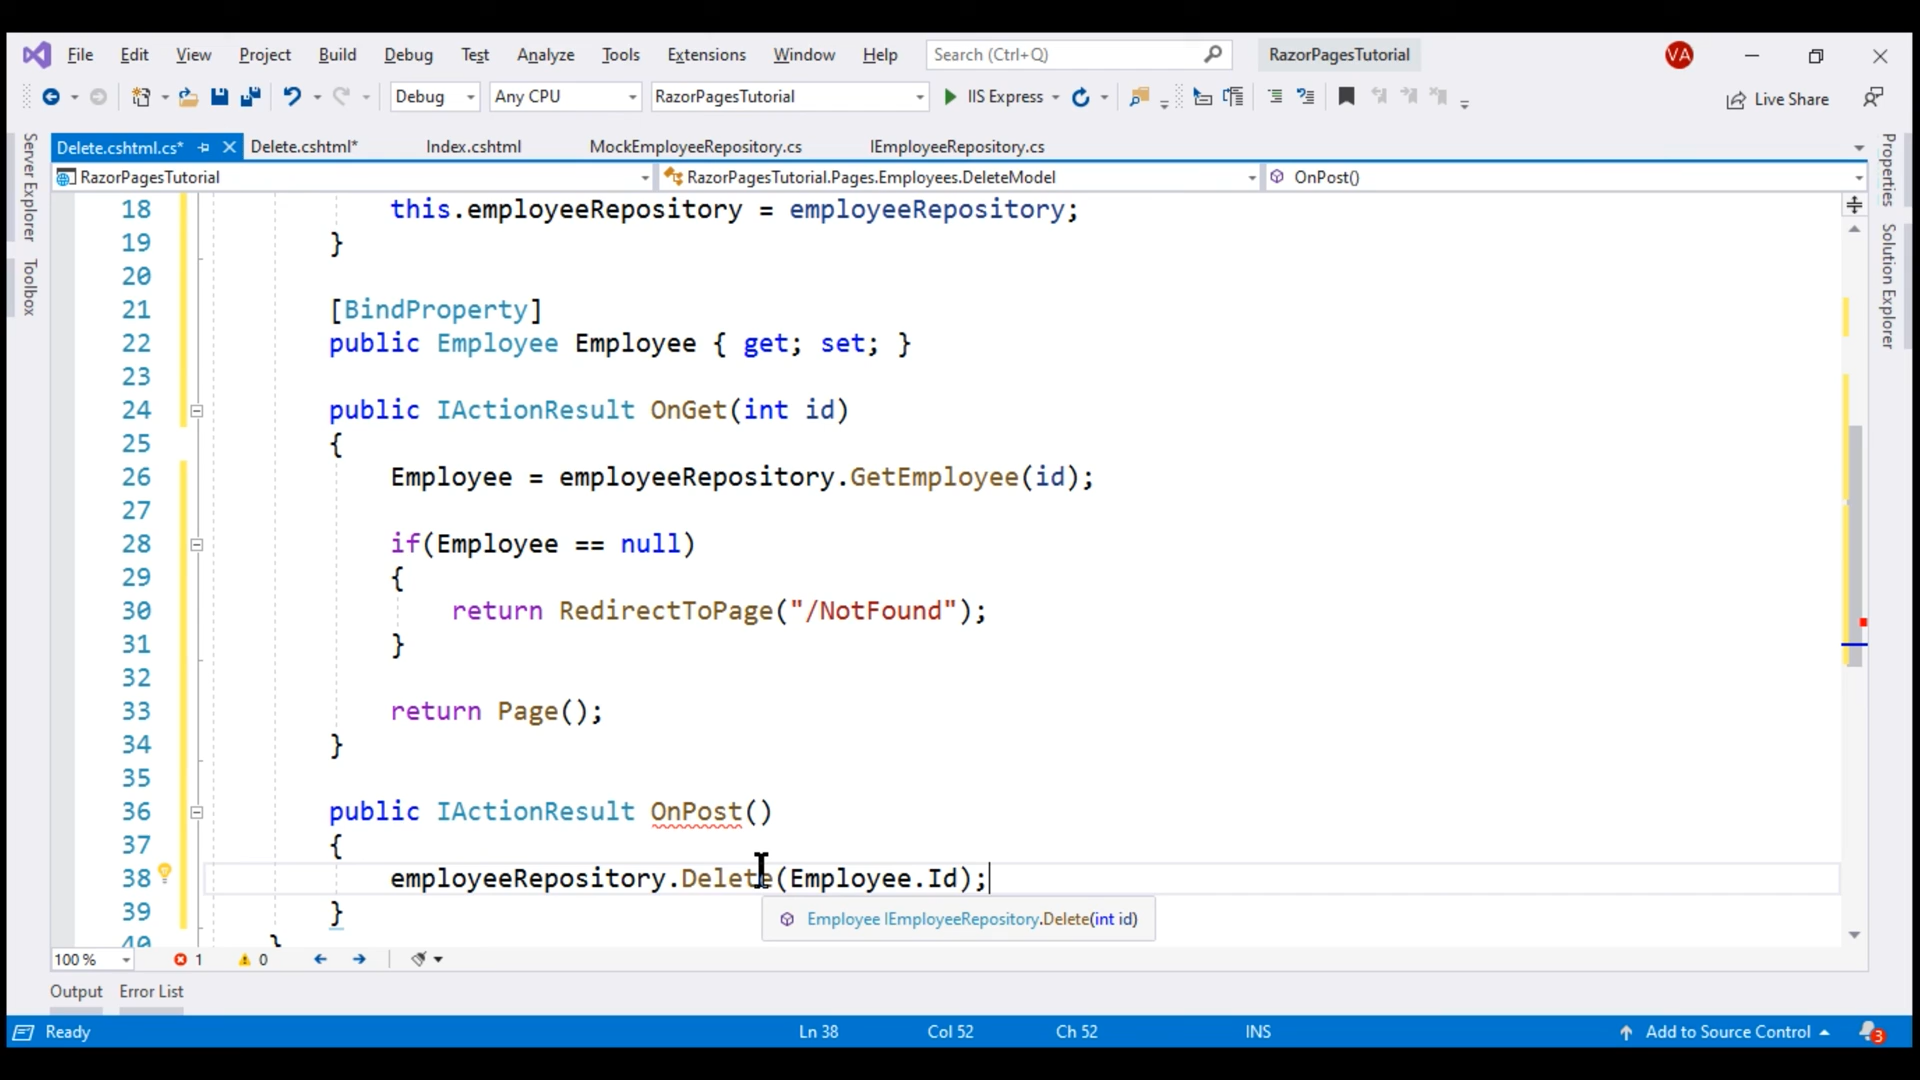 File Edit View Project Build Debug Test Analyze Tools Extensions Window Help Search (Ctrl+Q) RazorPagesTutorial VA
Debug Any CPU RazorPagesTutorial IIS Express Live Share
Delete.cshtml.cs* Delete.cshtml* Index.cshtml MockEmployeeRepository.cs IEmployeeRepository.cs
RazorPagesTutorial RazorPagesTutorial.Pages.Employees.DeleteModel OnPost()
Server Explorer
Toolbox
Properties
Solution Explorer
18 this.employeeRepository = employeeRepository;
19 }
20
21 [BindProperty]
22 public Employee Employee { get; set; }
23
24 public IActionResult OnGet(int id)
25 {
26 Employee = employeeRepository.GetEmployee(id);
27
28 if(Employee == null)
29 {
30 return RedirectToPage("/NotFound");
31 }
32
33 return Page();
34 }
35
36 public IActionResult OnPost()
37 {
38 employeeRepository.Delete(Employee.Id);
39 }
Employee IEmployeeRepository.Delete(int id)
40 }
100 % 1 0
Output Error List
Ready Ln 38 Col 52 Ch 52 INS Add to Source Control 3